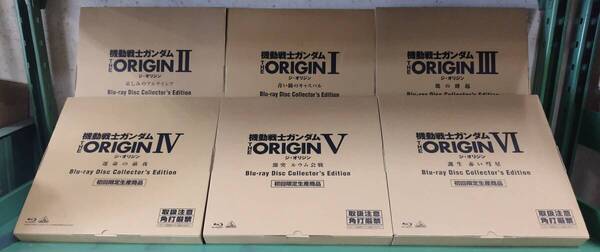 機動戦士ガンダム
THE ORIGIN II
ジ・オリジン
哀しみのアルテイシア
Blu-ray Disc Collector's Edition
機動戦士ガンダム
THE ORIGIN I
ジ・オリジン
青い瞳のキャスバル
Blu-ray Disc Collector's Edition
機動戦士ガンダム
THE ORIGIN III
ジ・オリジン
暁の蜂起
Blu-ray Disc Collector's Edition
機動戦士ガンダム
THE ORIGIN IV
ジ・オリジン
運命の前夜
Blu-ray Disc Collector's Edition
初回限定生産商品
取扱注意
角打厳禁
機動戦士ガンダム
THE ORIGIN V
ジ・オリジン
激突 ルウム会戦
Blu-ray Disc Collector's Edition
初回限定生産商品
取扱注意
角打厳禁
機動戦士ガンダム
THE ORIGIN VI
ジ・オリジン
誕生 赤い彗星
Blu-ray Disc Collector's Edition
初回限定生産商品
取扱注意
角打厳禁